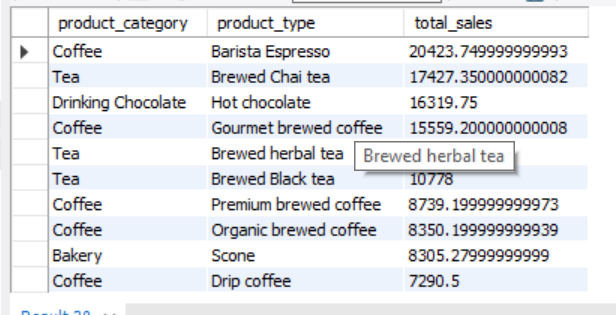 product_category product_type total_sales
Coffee Barista Espresso 20423.749999999993
Tea Brewed Chai tea 17427.350000000082
Drinking Chocolate Hot chocolate 16319.75
Coffee Gourmet brewed coffee 15559.200000000008
Tea Brewed herbal tea Brewed herbal tea
Tea Brewed Black tea 10778
Coffee Premium brewed coffee 8739.199999999973
Coffee Organic brewed coffee 8350.199999999939
Bakery Scone 8305.27999999999
Coffee Drip coffee 7290.5